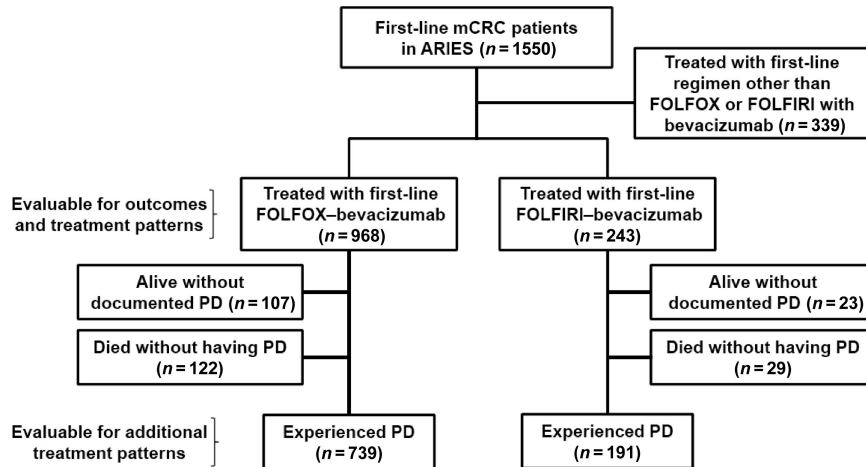 First-line mCRC patients
in ARIES (n = 1550)
Treated with first-line
regimen other than
FOLFOX or FOLFIRI with
bevacizumab (n = 339)
Evaluable for outcomes
and treatment patterns
Treated with first-line
FOLFOX–bevacizumab
(n = 968)
Treated with first-line
FOLFIRI–bevacizumab
(n = 243)
Alive without
documented PD (n = 107)
Alive without
documented PD (n = 23)
Died without having PD
(n = 122)
Died without having PD
(n = 29)
Evaluable for additional
treatment patterns
Experienced PD
(n = 739)
Experienced PD
(n = 191)